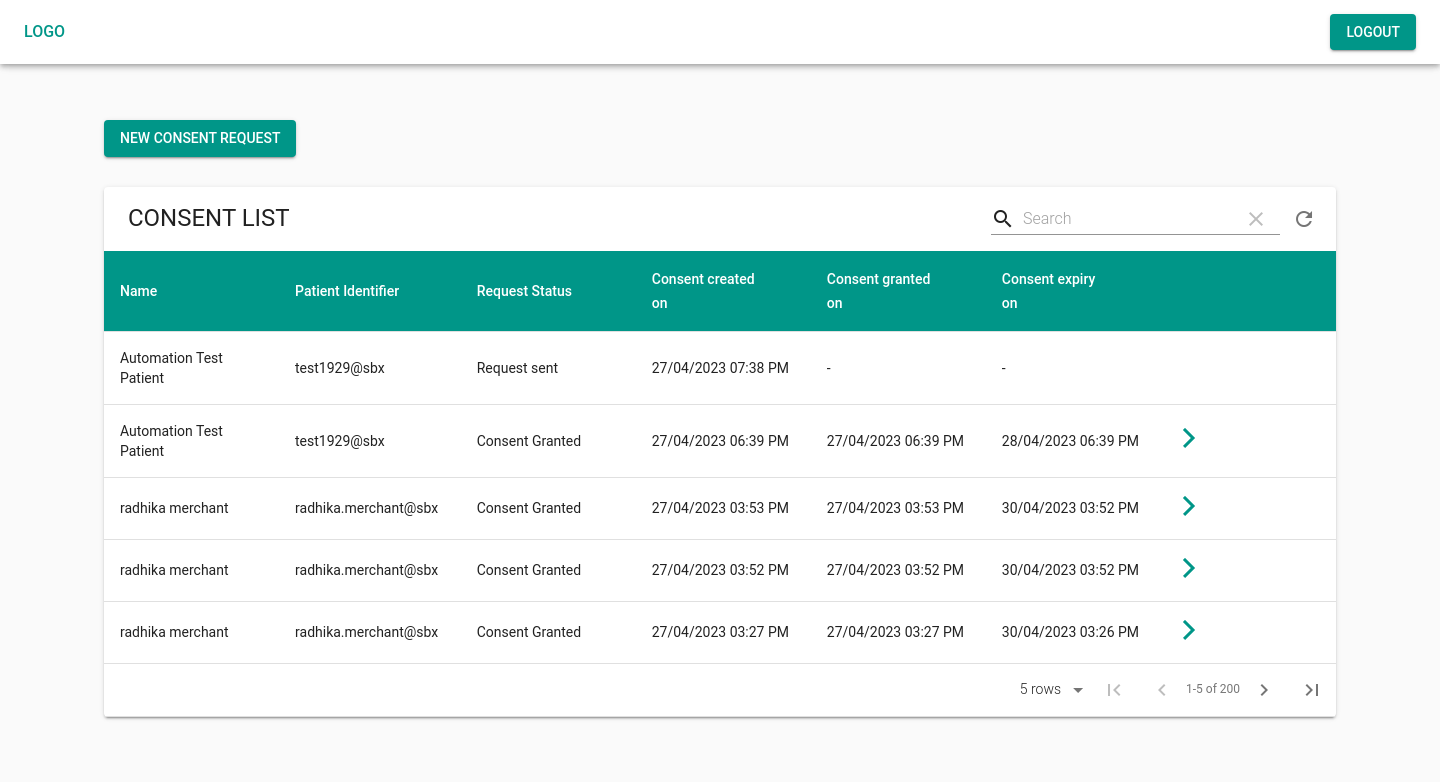 LOGO
LOGOUT
NEW CONSENT REQUEST
CONSENT LIST
Search
Name Patient Identifier Request Status Consent created on Consent granted on Consent expiry on
Automation Test Patient test1929@sbx Request sent 27/04/2023 07:38 PM - -
Automation Test Patient test1929@sbx Consent Granted 27/04/2023 06:39 PM 27/04/2023 06:39 PM 28/04/2023 06:39 PM
radhika merchant radhika.merchant@sbx Consent Granted 27/04/2023 03:53 PM 27/04/2023 03:53 PM 30/04/2023 03:52 PM
radhika merchant radhika.merchant@sbx Consent Granted 27/04/2023 03:52 PM 27/04/2023 03:52 PM 30/04/2023 03:52 PM
radhika merchant radhika.merchant@sbx Consent Granted 27/04/2023 03:27 PM 27/04/2023 03:27 PM 30/04/2023 03:26 PM
5 rows 1-5 of 200